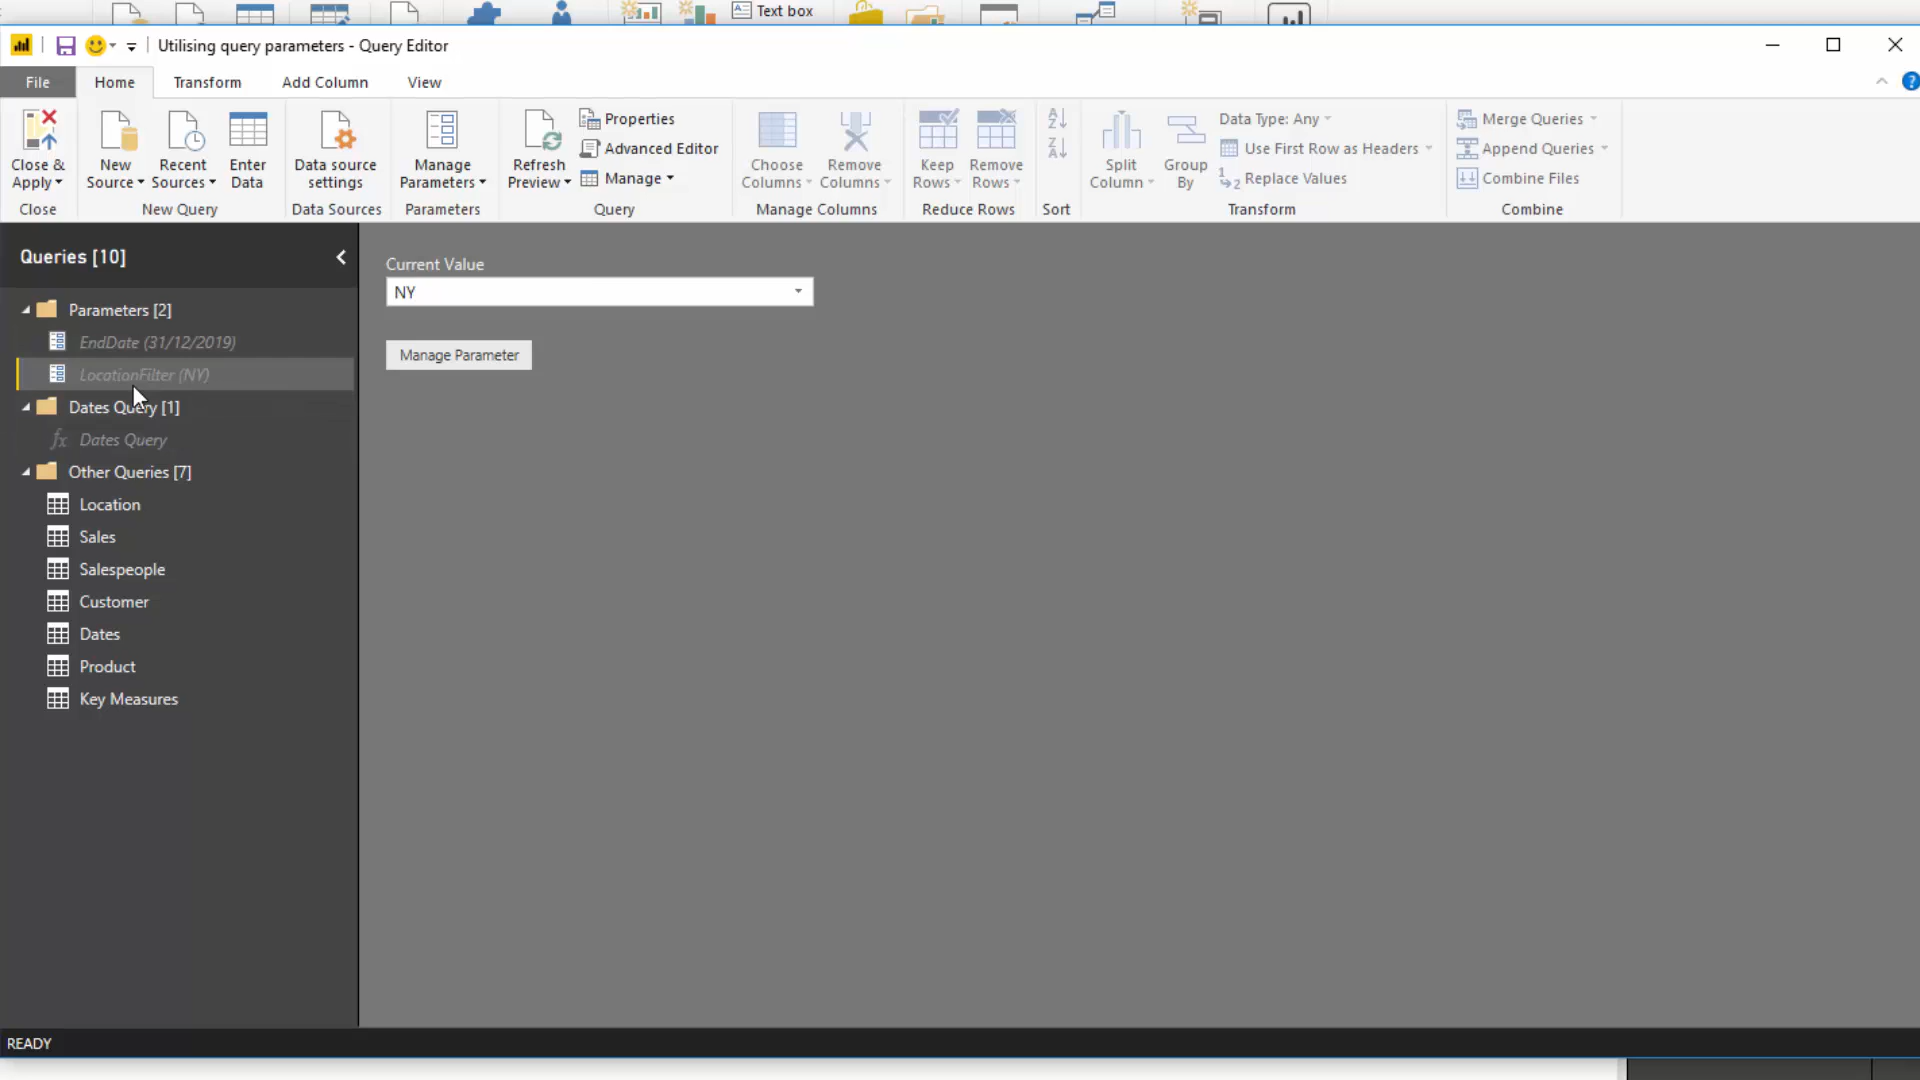 Text box
Utilising query parameters - Query Editor
File
Home
Transform
Add Column
View
?
Close &
Apply
Close
New
Source
Recent
Sources
Enter
Data
New Query
Data source
settings
Data Sources
Manage
Parameters
Parameters
Refresh
Preview
Properties
Advanced Editor
Manage
Query
Choose
Columns
Remove
Columns
Manage Columns
Keep
Rows
Remove
Rows
Reduce Rows
A
Z
Z
A
Sort
Split
Column
Group
By
Data Type: Any
Use First Row as Headers
1
2
Replace Values
Transform
Merge Queries
Append Queries
Combine Files
Combine
Queries [10]
Parameters [2]
EndDate (31/12/2019)
LocationFilter (NY)
Dates Query [1]
fx Dates Query
Other Queries [7]
Location
Sales
Salespeople
Customer
Dates
Product
Key Measures
Current Value
NY
Manage Parameter
READY